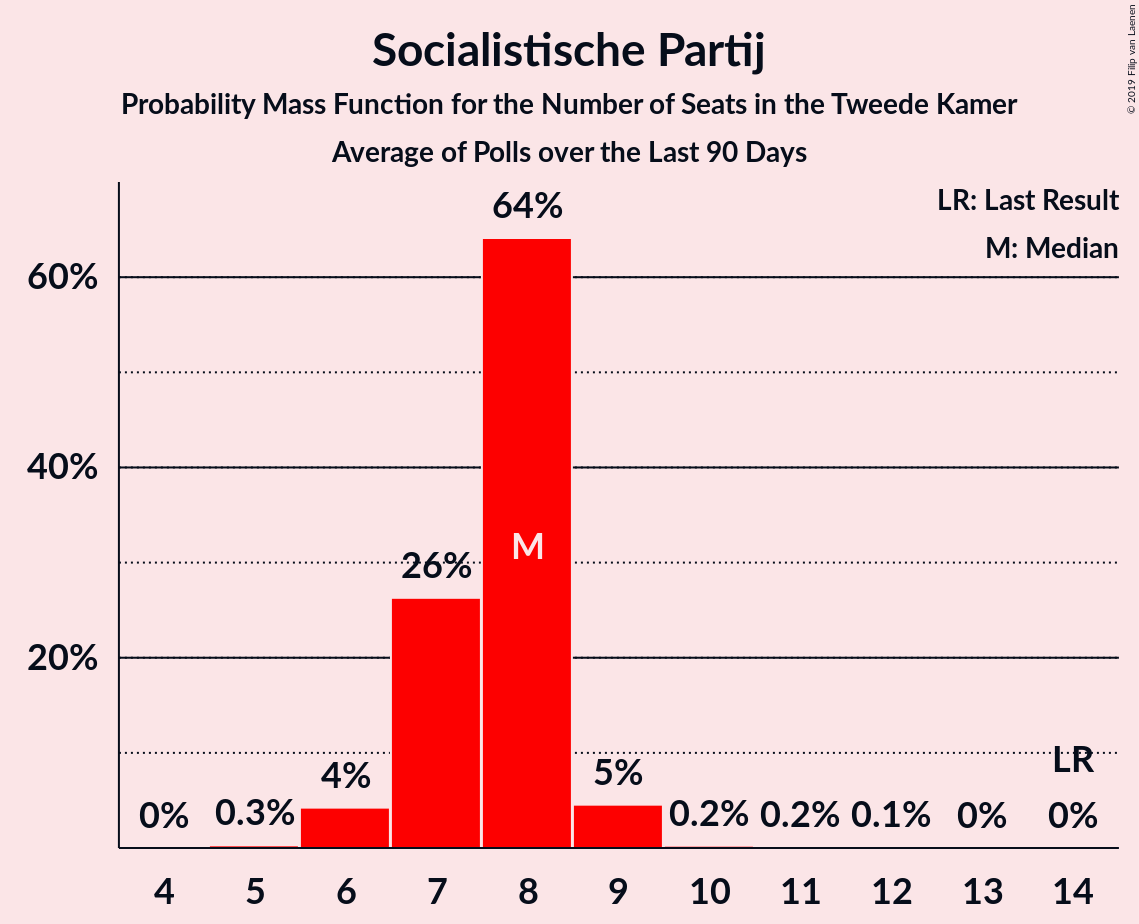 Socialistische Partij
Probability Mass Function for the Number of Seats in the Tweede Kamer
Average of Polls over the Last 90 Days
© 2019 Filip van Laenen
LR: Last Result
M: Median
64%
60%
40%
26%
M
20%
LR
0%
0.3%
4%
5%
0.2%
0.2%
0.1%
0%
0%
4 5 6 7 8 9 10 11 12 13 14